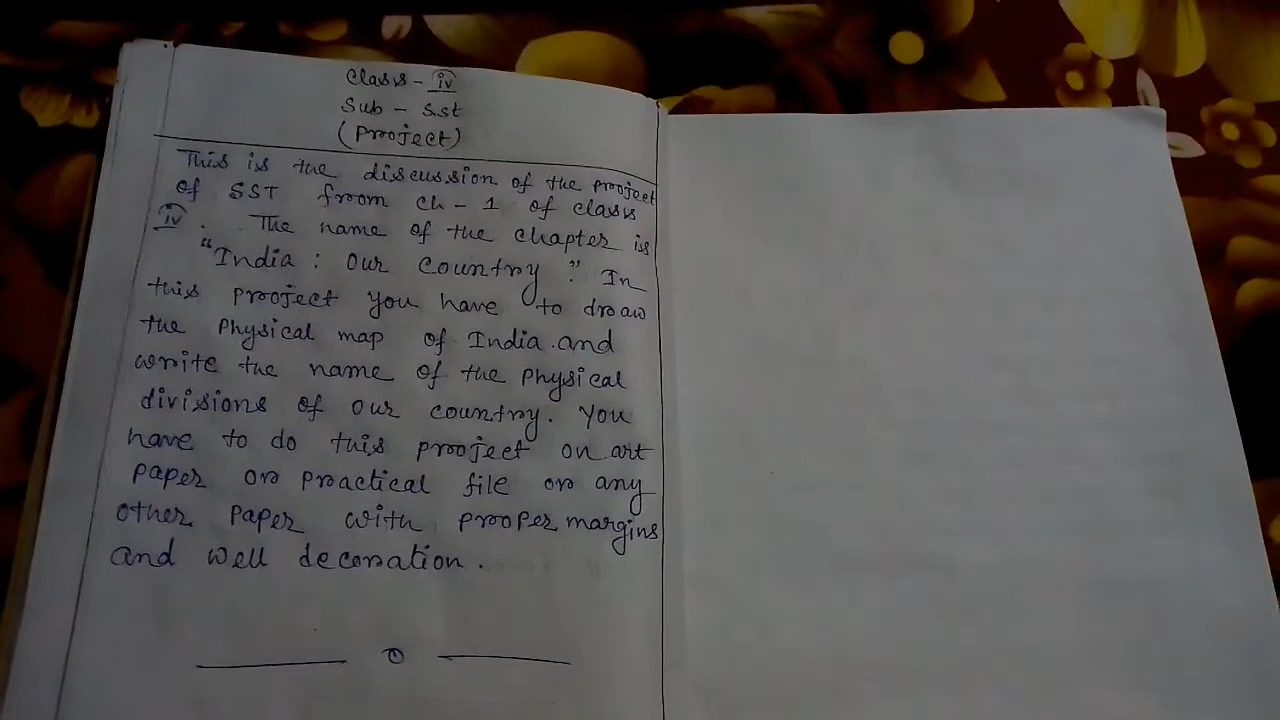 Class - iv
Sub - SSt
(Project)
This is the discussion of the project
of SST from ch - 1 of class
iv. The name of the chapter is
"India : Our Country". In
this project you have to draw
the Physical map of India. and
write the name of the physical
divisions of our country. You
have to do this project on art
paper or practical file or any
other paper with proper margins
and well decoration.